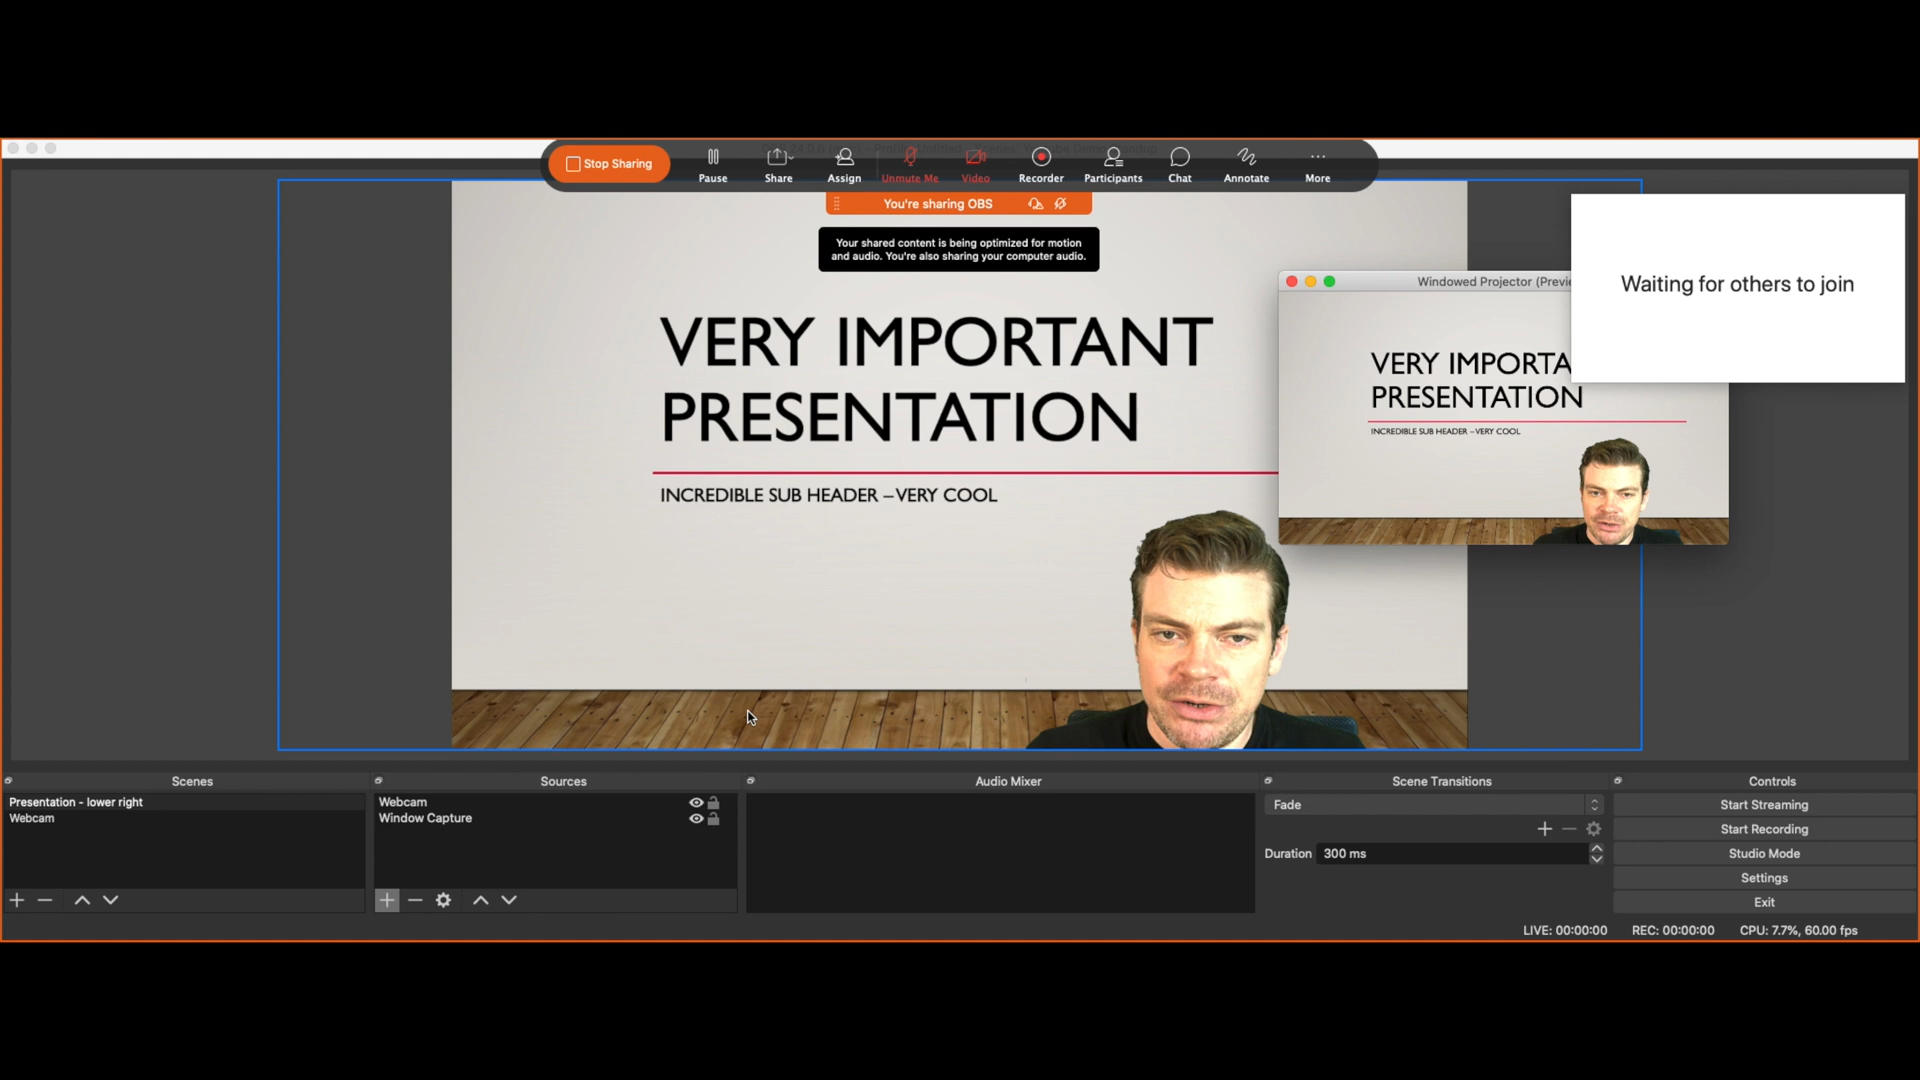 Stop Sharing
Pause
Share
Assign
Unmute Me
Video
Recorder
Participants
Chat
Annotate
More
You're sharing OBS
Your shared content is being optimized for motion
and audio. You're also sharing your computer audio.
VERY IMPORTANT
PRESENTATION
INCREDIBLE SUB HEADER – VERY COOL
Windowed Projector (Previe
Waiting for others to join
VERY IMPORTA
PRESENTATION
INCREDIBLE SUB HEADER – VERY COOL
Scenes
Presentation - lower right
Webcam
Sources
Webcam
Window Capture
Audio Mixer
Scene Transitions
Fade
Duration 300 ms
Controls
Start Streaming
Start Recording
Studio Mode
Settings
Exit
LIVE: 00:00:00 REC: 00:00:00 CPU: 7.7%, 60.00 fps